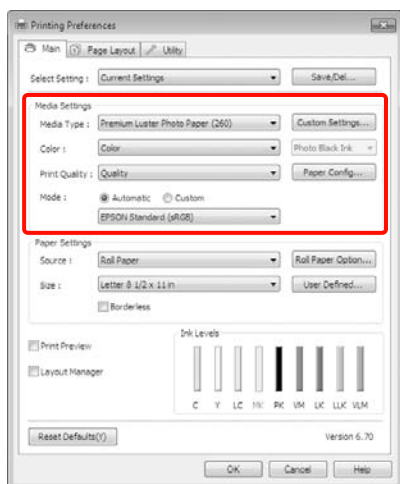 Printing Preferences
Main Page Layout Utility
Select Setting : Current Settings Save/Del...
Media Settings
Media Type : Premium Luster Photo Paper (260) Custom Settings...
Color : Color Photo Black Ink
Print Quality : Quality Paper Config...
Mode : Automatic Custom
EPSON Standard (sRGB)
Paper Settings
Source : Roll Paper Roll Paper Option...
Size : Letter 8 1/2 x 11 in User Defined...
Borderless
Ink Levels
Print Preview
Layout Manager
C Y LC MK PK VM LK LLK VLM
Reset Defaults(Y) Version 6.70
OK Cancel Help